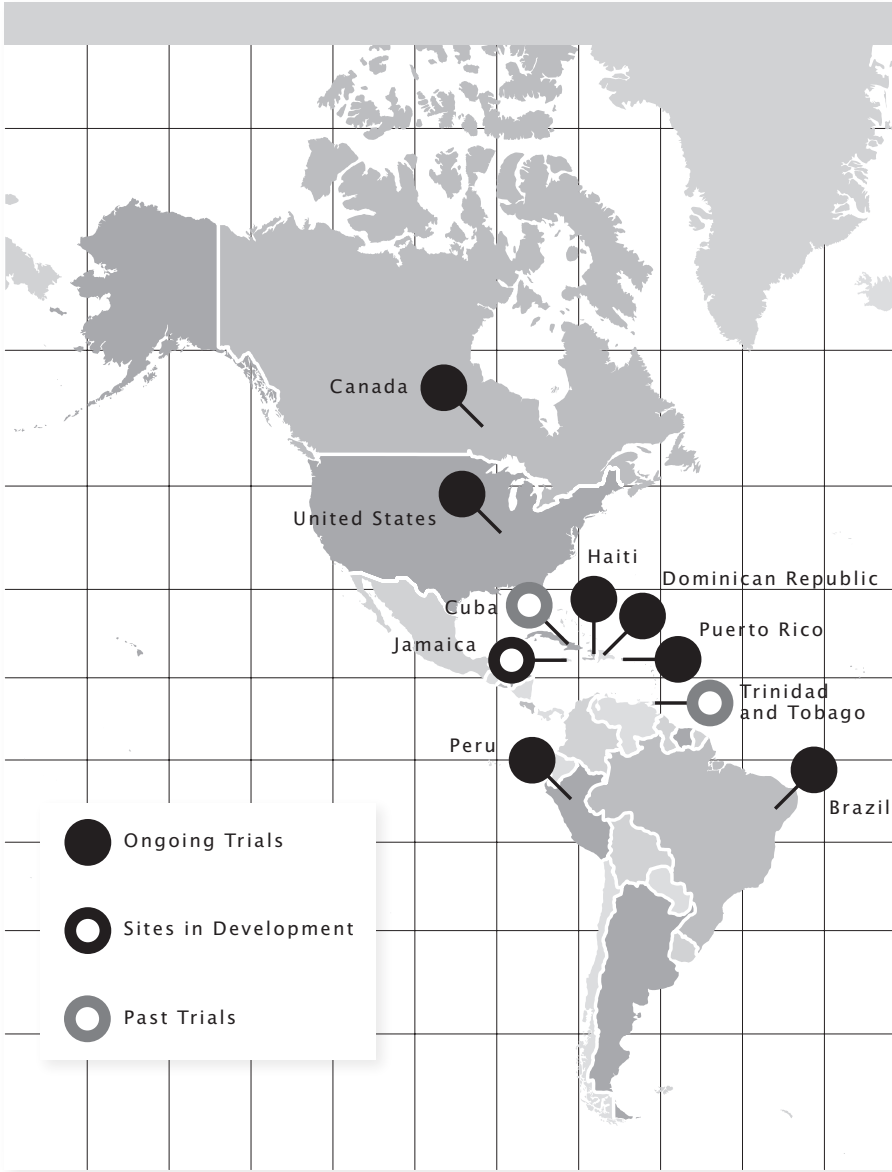 Canada
United States
Haiti
Dominican Republic
Cuba
Puerto Rico
Jamaica
Trinidad
and Tobago
Peru
Brazil
Ongoing Trials
Sites in Development
Past Trials